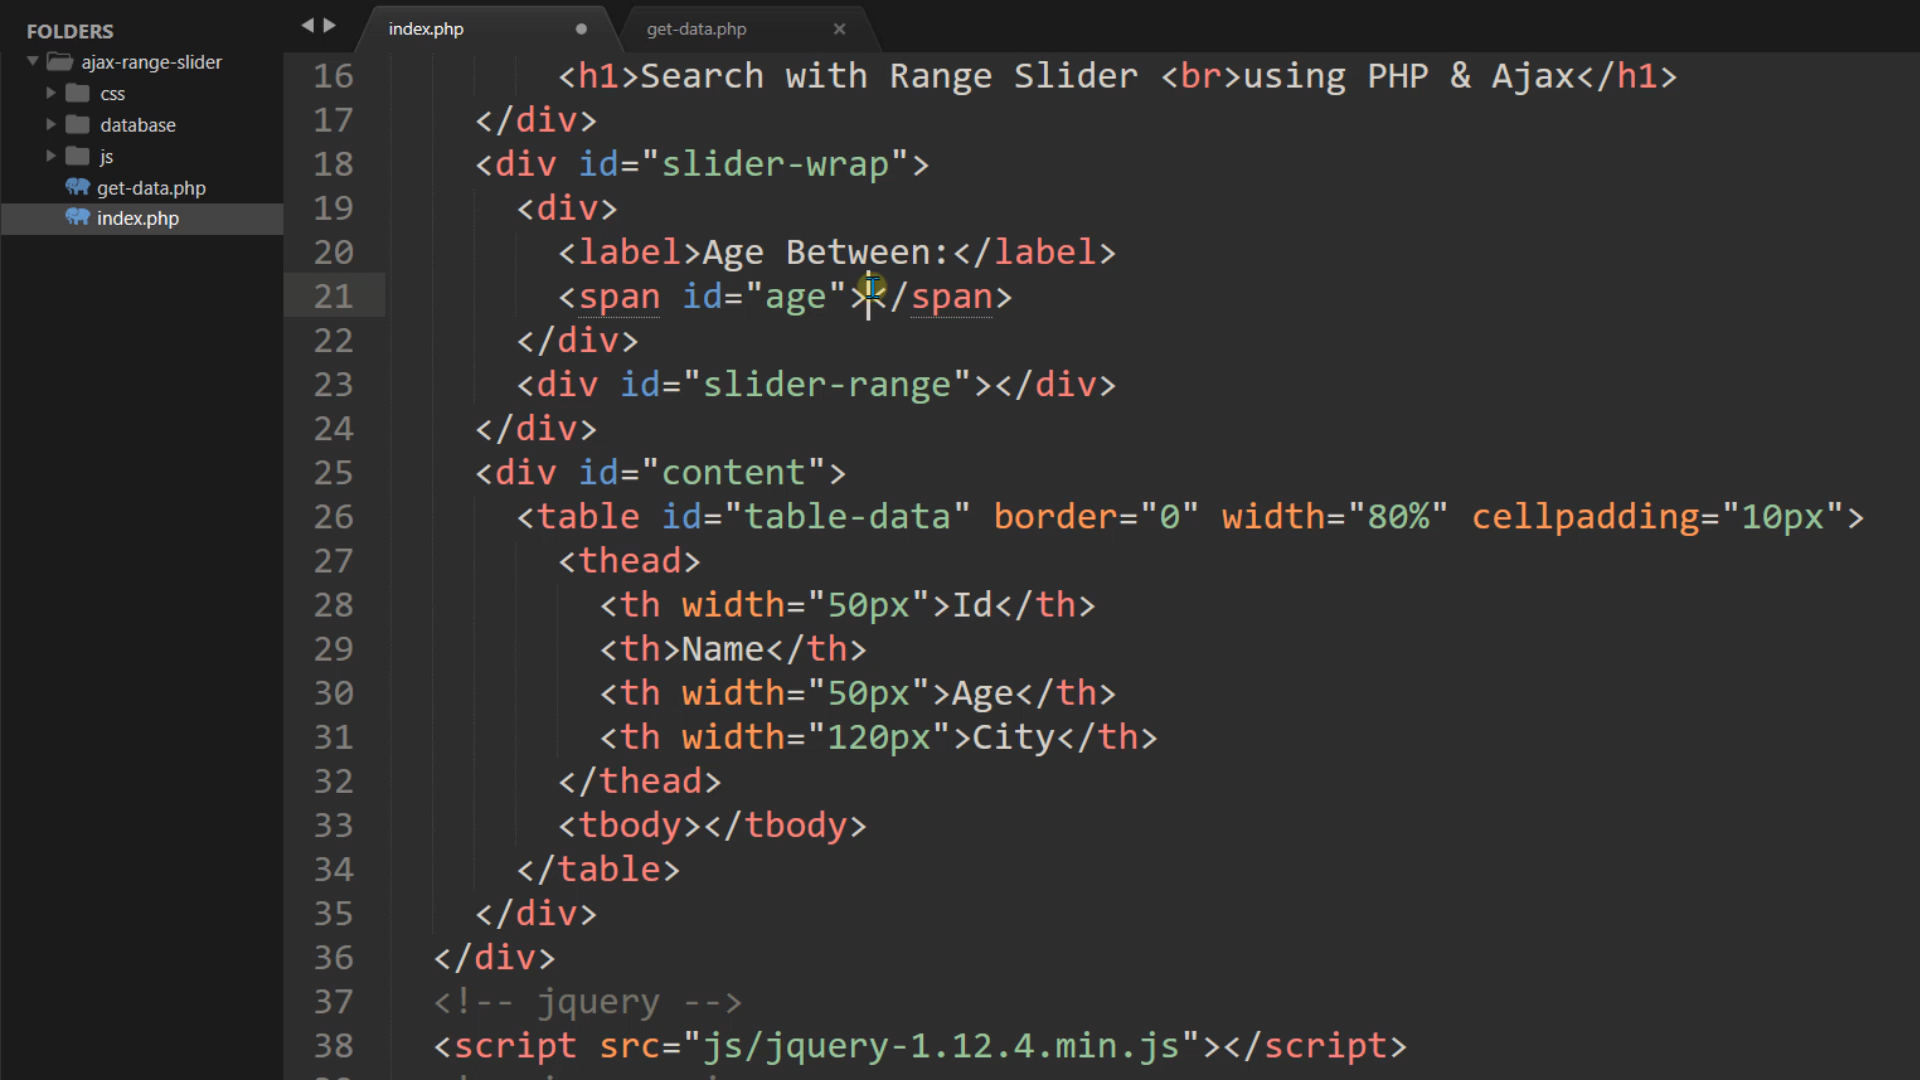 FOLDERS
ajax-range-slider
css
database
js
get-data.php
index.php
index.php
get-data.php ×
16 <h1>Search with Range Slider <br>using PHP & Ajax</h1>
17 </div>
18 <div id="slider-wrap">
19 <div>
20 <label>Age Between:</label>
21 <span id="age"></span>
22 </div>
23 <div id="slider-range"></div>
24 </div>
25 <div id="content">
26 <table id="table-data" border="0" width="80%" cellpadding="10px">
27 <thead>
28 <th width="50px">Id</th>
29 <th>Name</th>
30 <th width="50px">Age</th>
31 <th width="120px">City</th>
32 </thead>
33 <tbody></tbody>
34 </table>
35 </div>
36 </div>
37 <!-- jquery -->
38 <script src="js/jquery-1.12.4.min.js"></script>